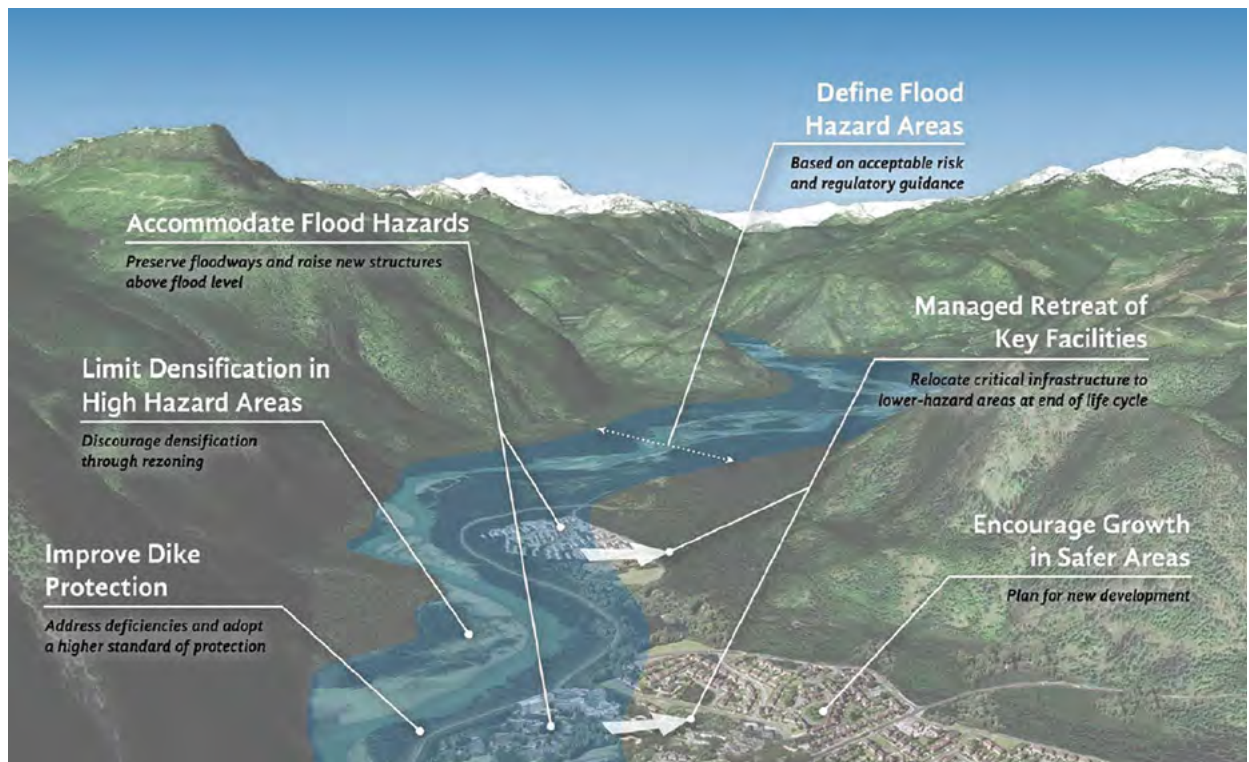 Define Flood
Hazard Areas
Based on acceptable risk
and regulatory guidance
Accommodate Flood Hazards
Preserve floodways and raise new structures
above flood level
Managed Retreat of
Key Facilities
Relocate critical infrastructure to
lower-hazard areas at end of life cycle
Limit Densification in
High Hazard Areas
Discourage densification
through rezoning
Encourage Growth
in Safer Areas
Plan for new development
Improve Dike
Protection
Address deficiencies and adopt
a higher standard of protection